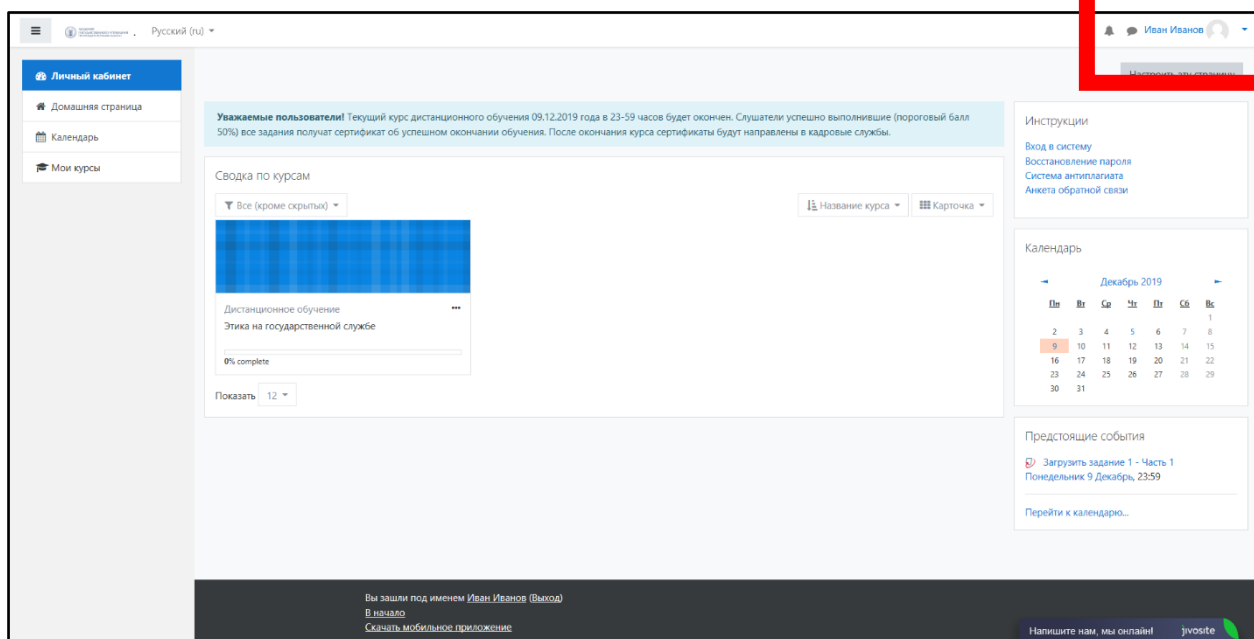 Русский (ru)
Иван Иванов
Личный кабинет
Настроить эту страницу
Домашняя страница
Календарь
Мои курсы
Уважаемые пользователи! Текущий курс дистанционного обучения 09.12.2019 года в 23-59 часов будет окончен. Слушатели успешно выполнившие (пороговый балл
50%) все задания получат сертификат об успешном окончании обучения. После окончания курса сертификаты будут направлены в кадровые службы.
Сводка по курсам
Все (кроме скрытых)
Название курса
Карточка
Дистанционное обучение
Этика на государственной службе
0% complete
Показать 12
Инструкции
Вход в систему
Восстановление пароля
Система антиплагиата
Анкета обратной связи
Календарь
Декабрь 2019
Пн Вт Ср Чт Пт Сб Вс
1
2 3 4 5 6 7 8
9 10 11 12 13 14 15
16 17 18 19 20 21 22
23 24 25 26 27 28 29
30 31
Предстоящие события
Загрузить задание 1 - Часть 1
Понедельник 9 Декабрь, 23:59
Перейти к календарю...
Вы зашли под именем Иван Иванов (Выход)
В начало
Скачать мобильное приложение
Напишите нам, мы онлайн! jivosite